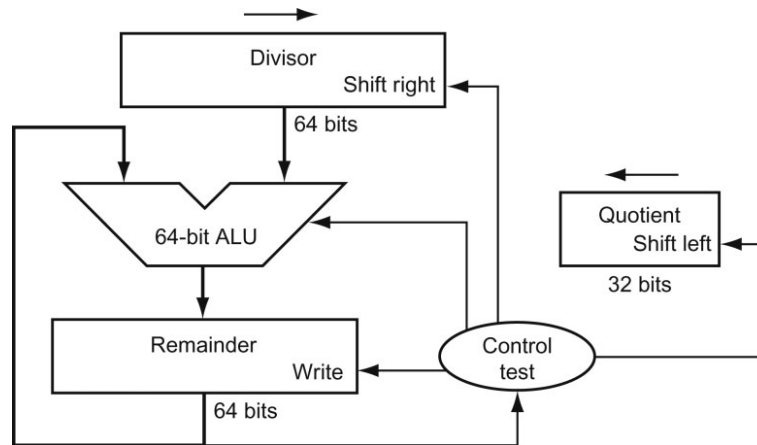 Divisor
Shift right
64 bits
64-bit ALU
Quotient
Shift left
32 bits
Remainder
Write
Control
test
64 bits